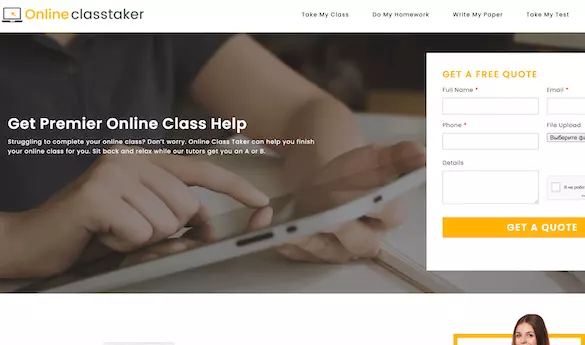 Online classtaker
Take My Class
Do My Homework
Write My Paper
Take My Test
Get Premier Online Class Help
Struggling to complete your online class? Don't worry. Online Class Taker can help you finish
your online class for you. Sit back and relax while our tutors get you an A or B.
GET A FREE QUOTE
Full Name *
Email *
Phone *
File Upload
Выберите
Details
Я не
GET A QUOTE